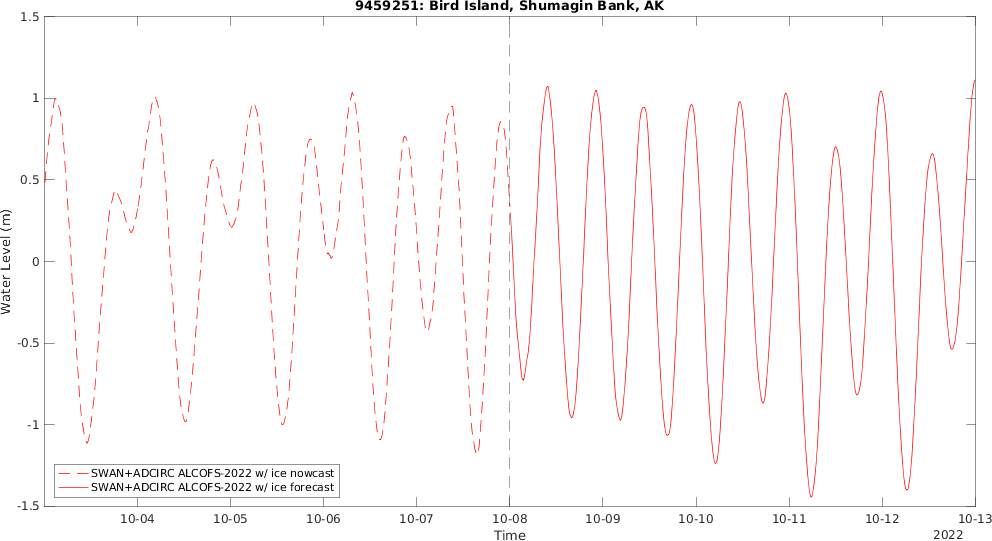 9459251: Bird Island, Shumagin Bank, AK
1.5
1
0.5
0
-0.5
-1
-1.5
Water Level (m)
SWAN+ADCIRC ALCOFS-2022 w/ ice nowcast
SWAN+ADCIRC ALCOFS-2022 w/ ice forecast
10-04 10-05 10-06 10-07 10-08 10-09 10-10 10-11 10-12 10-13
Time
2022